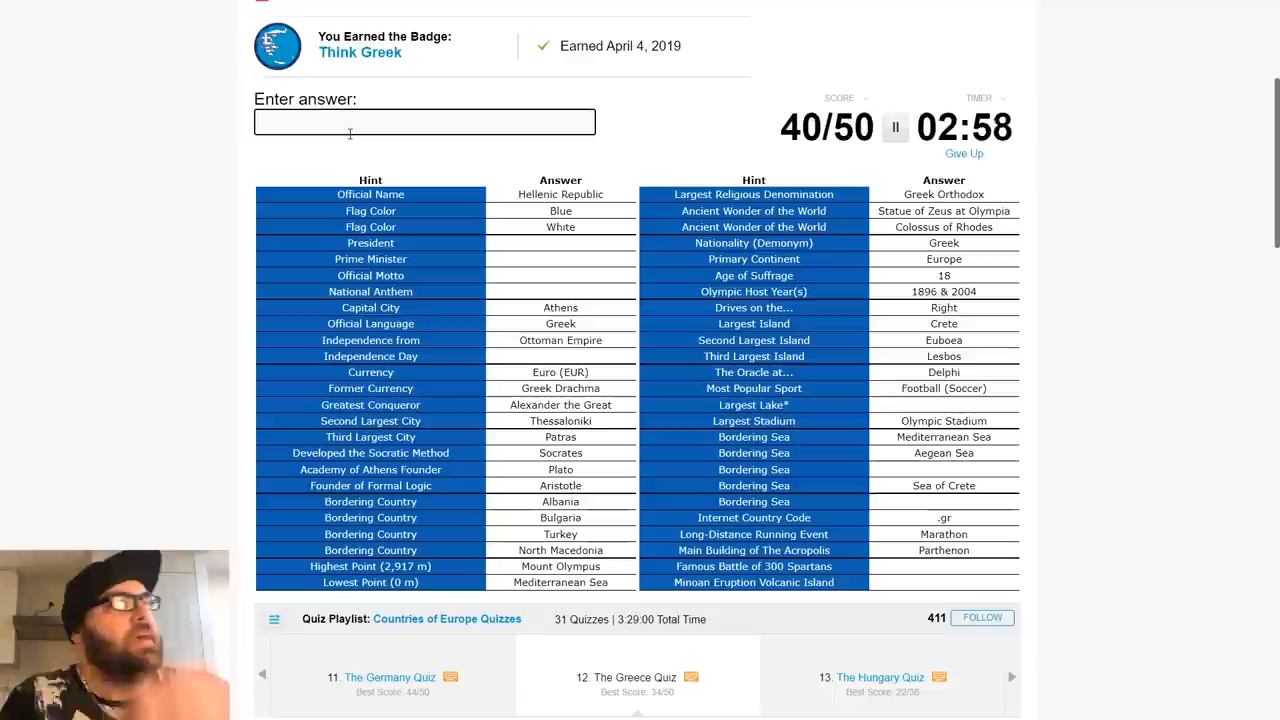 You Earned the Badge:
Think Greek
Earned April 4, 2019
Enter answer:
SCORE
TIMER
40/50
02:58
Give Up
Hint Answer Hint Answer
Official Name Hellenic Republic Largest Religious Denomination Greek Orthodox
Flag Color Blue Ancient Wonder of the World Statue of Zeus at Olympia
Flag Color White Ancient Wonder of the World Colossus of Rhodes
President Nationality (Demonym) Greek
Prime Minister Primary Continent Europe
Official Motto Age of Suffrage 18
National Anthem Olympic Host Year(s) 1896 & 2004
Capital City Athens Drives on the... Right
Official Language Greek Largest Island Crete
Independence from Ottoman Empire Second Largest Island Euboea
Independence Day Third Largest Island Lesbos
Currency Euro (EUR) The Oracle at... Delphi
Former Currency Greek Drachma Most Popular Sport Football (Soccer)
Greatest Conqueror Alexander the Great Largest Lake*
Second Largest City Thessaloniki Largest Stadium Olympic Stadium
Third Largest City Patras Bordering Sea Mediterranean Sea
Developed the Socratic Method Socrates Bordering Sea Aegean Sea
Academy of Athens Founder Plato Bordering Sea
Founder of Formal Logic Aristotle Bordering Sea Sea of Crete
Bordering Country Albania Bordering Sea
Bordering Country Bulgaria Internet Country Code .gr
Bordering Country Turkey Long-Distance Running Event Marathon
Bordering Country North Macedonia Main Building of The Acropolis Parthenon
Highest Point (2,917 m) Mount Olympus Famous Battle of 300 Spartans
Lowest Point (0 m) Mediterranean Sea Minoan Eruption Volcanic Island
Quiz Playlist: Countries of Europe Quizzes 31 Quizzes | 3:29:00 Total Time 411 FOLLOW
11. The Germany Quiz 12. The Greece Quiz 13. The Hungary Quiz
Best Score: 44/50 Best Score: 34/50 Best Score: 22/38